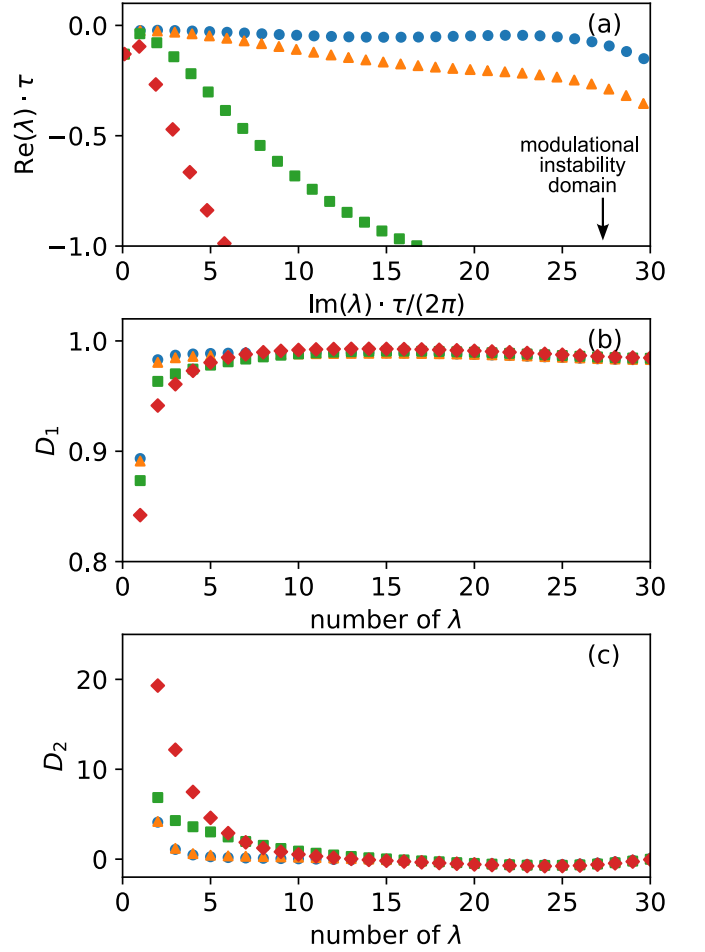 (a)
0.0
−0.5
−1.0
Re(λ) · τ
modulational
instability
domain
0 5 10 15 20 25 30
Im(λ) · τ/(2π)
(b)
1.0
0.9
0.8
D₁
0 5 10 15 20 25 30
number of λ
(c)
20
10
0
D₂
0 5 10 15 20 25 30
number of λ